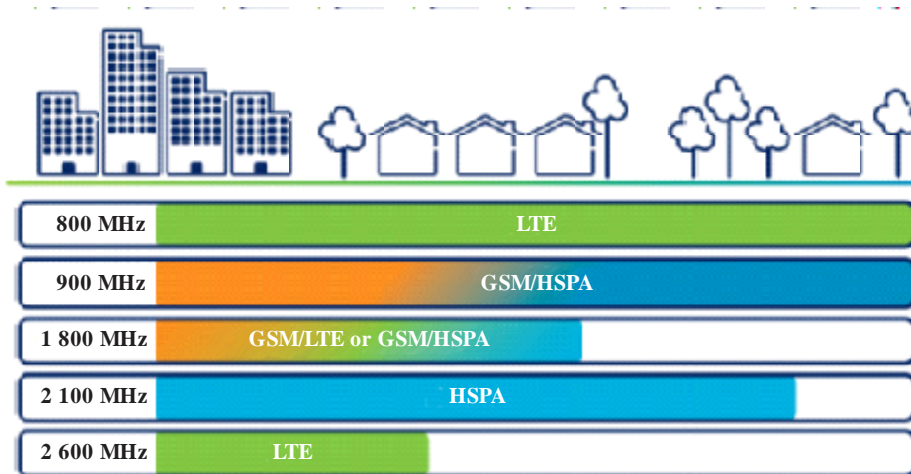 800 MHz LTE
900 MHz GSM/HSPA
1 800 MHz GSM/LTE or GSM/HSPA
2 100 MHz HSPA
2 600 MHz LTE